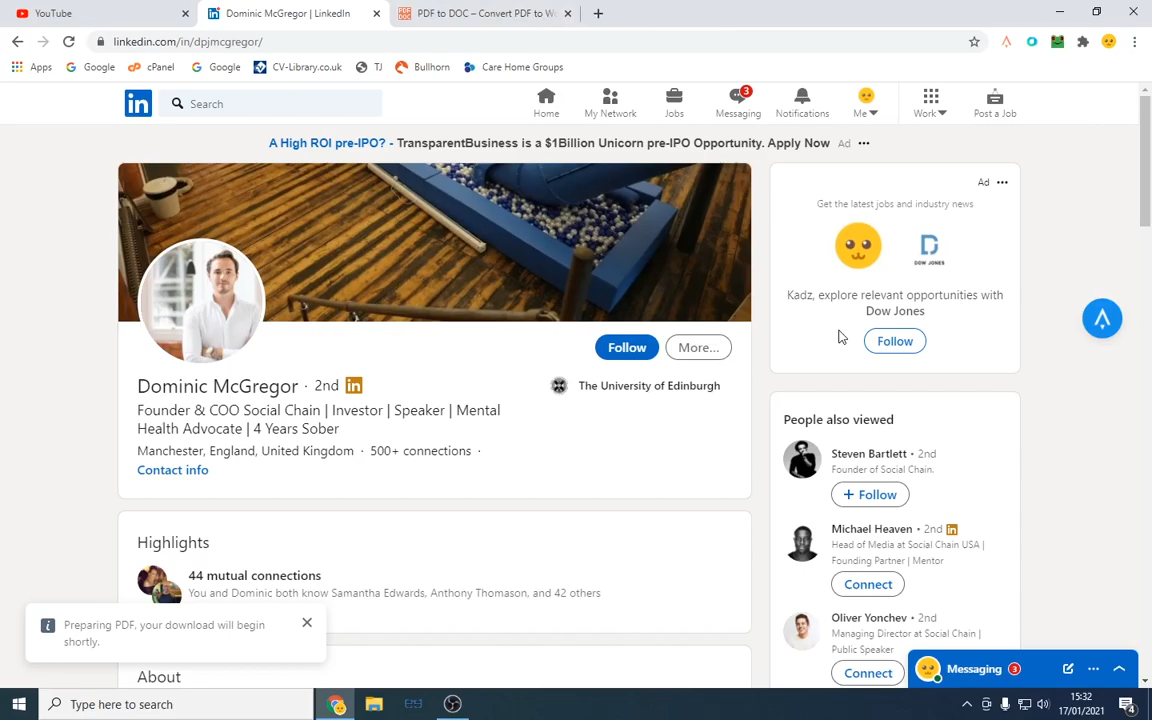 YouTube
Dominic McGregor | LinkedIn
PDF to DOC – Convert PDF to Wo
linkedin.com/in/dpjmcgregor/
Apps
Google
cPanel
Google
CV-Library.co.uk
TJ
Bullhorn
Care Home Groups
in
Search
Home
My Network
Jobs
3
Messaging
Notifications
Me
Work
Post a Job
A High ROI pre-IPO? - TransparentBusiness is a $1Billion Unicorn pre-IPO Opportunity. Apply Now Ad
Follow
More...
Dominic McGregor · 2nd in
The University of Edinburgh
Founder & COO Social Chain | Investor | Speaker | Mental
Health Advocate | 4 Years Sober
Manchester, England, United Kingdom · 500+ connections ·
Contact info
Highlights
44 mutual connections
You and Dominic both know Samantha Edwards, Anthony Thomason, and 42 others
Preparing PDF, your download will begin
shortly.
About
Ad
Get the latest jobs and industry news
DOW JONES
Kadz, explore relevant opportunities with
Dow Jones
Follow
People also viewed
Steven Bartlett • 2nd
Founder of Social Chain.
+ Follow
Michael Heaven • 2nd in
Head of Media at Social Chain USA |
Founding Partner | Mentor
Connect
Oliver Yonchev • 2nd
Managing Director at Social Chain |
Public Speaker
Connect
Messaging 3
Type here to search
15:32
17/01/2021
4